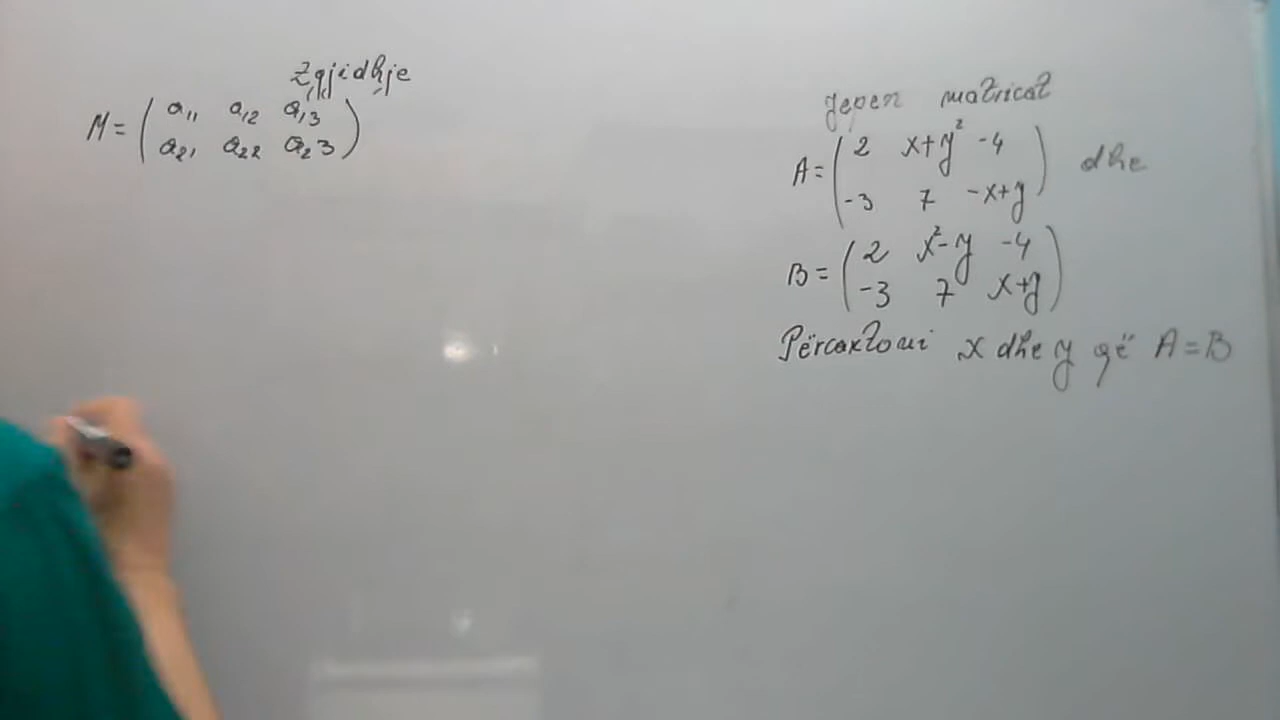 Zgjidhje
M = ( a11 a12 a13
a21 a22 a23 )
Jepen matricat
A = ( 2 x+y² -4
-3 7 -x+y ) dhe
B = ( 2 x²-y -4
-3 7 x+y )
Përcaktoni x dhe y që A=B